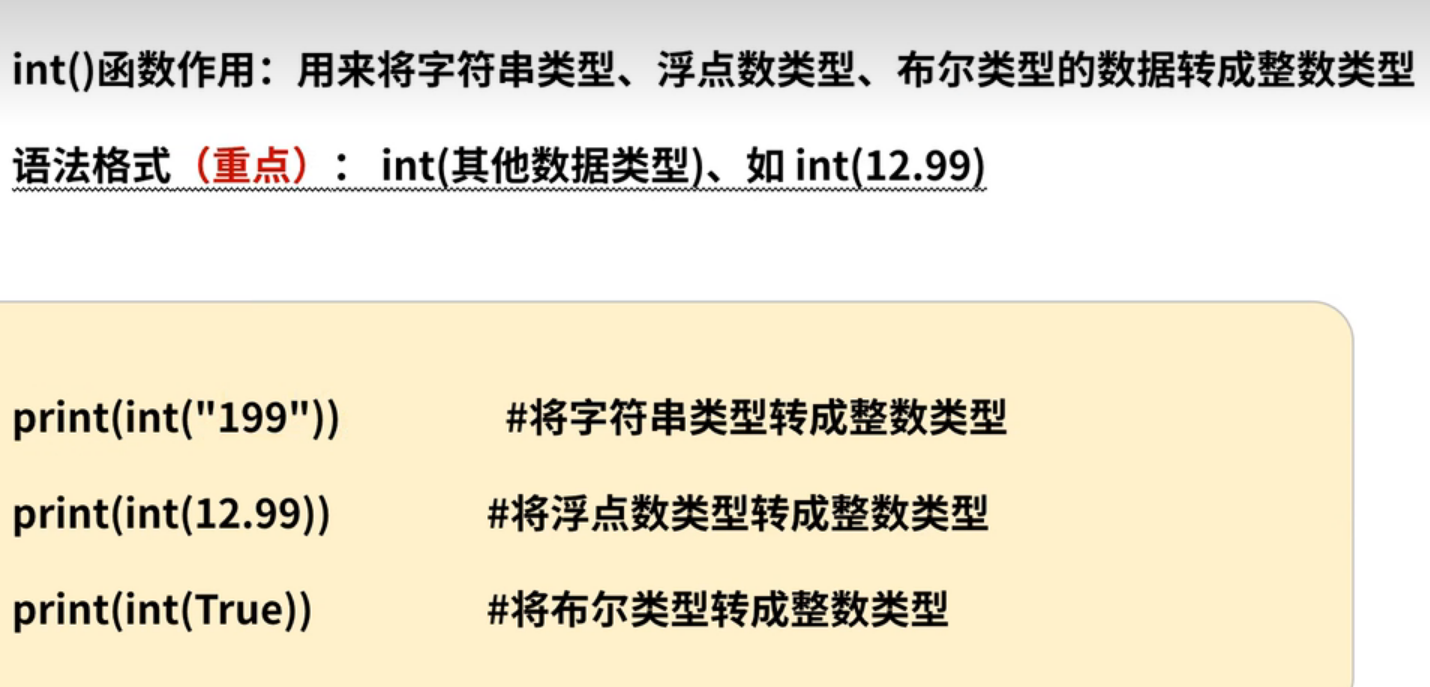 int()函数作用：用来将字符串类型、浮点数类型、布尔类型的数据转成整数类型
语法格式（重点）： int(其他数据类型)、如 int(12.99)
print(int("199")) #将字符串类型转成整数类型
print(int(12.99)) #将浮点数类型转成整数类型
print(int(True)) #将布尔类型转成整数类型